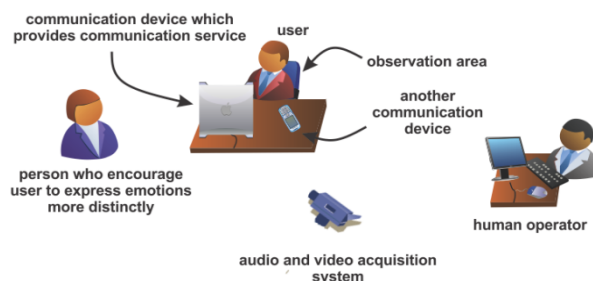 communication device which
provides communication service
user
observation area
another
communication
device
person who encourage
user to express emotions
more distinctly
human operator
audio and video acquisition
system